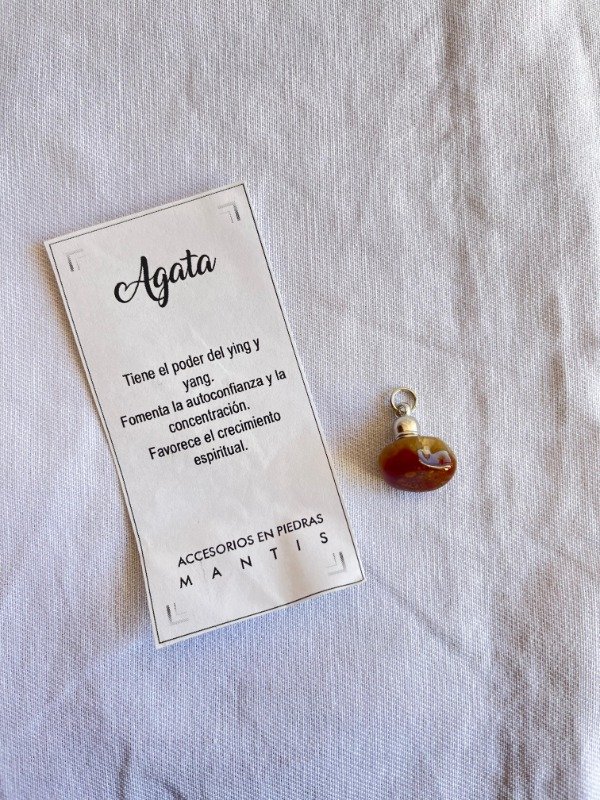 Agata
Tiene el poder del ying y
yang.
Fomenta la autoconfianza y la
concentración.
Favorece el crecimiento
espiritual.
ACCESORIOS EN PIEDRAS
MANTIS